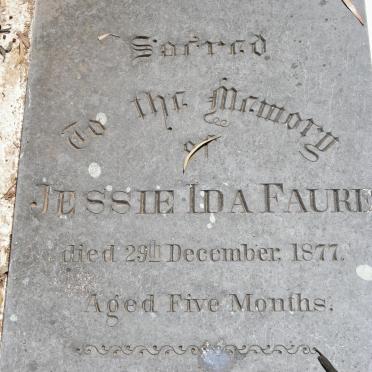 Sacred
To the Memory
of
JESSIE IDA FAURE
died 29th December, 1877.
Aged Five Months.